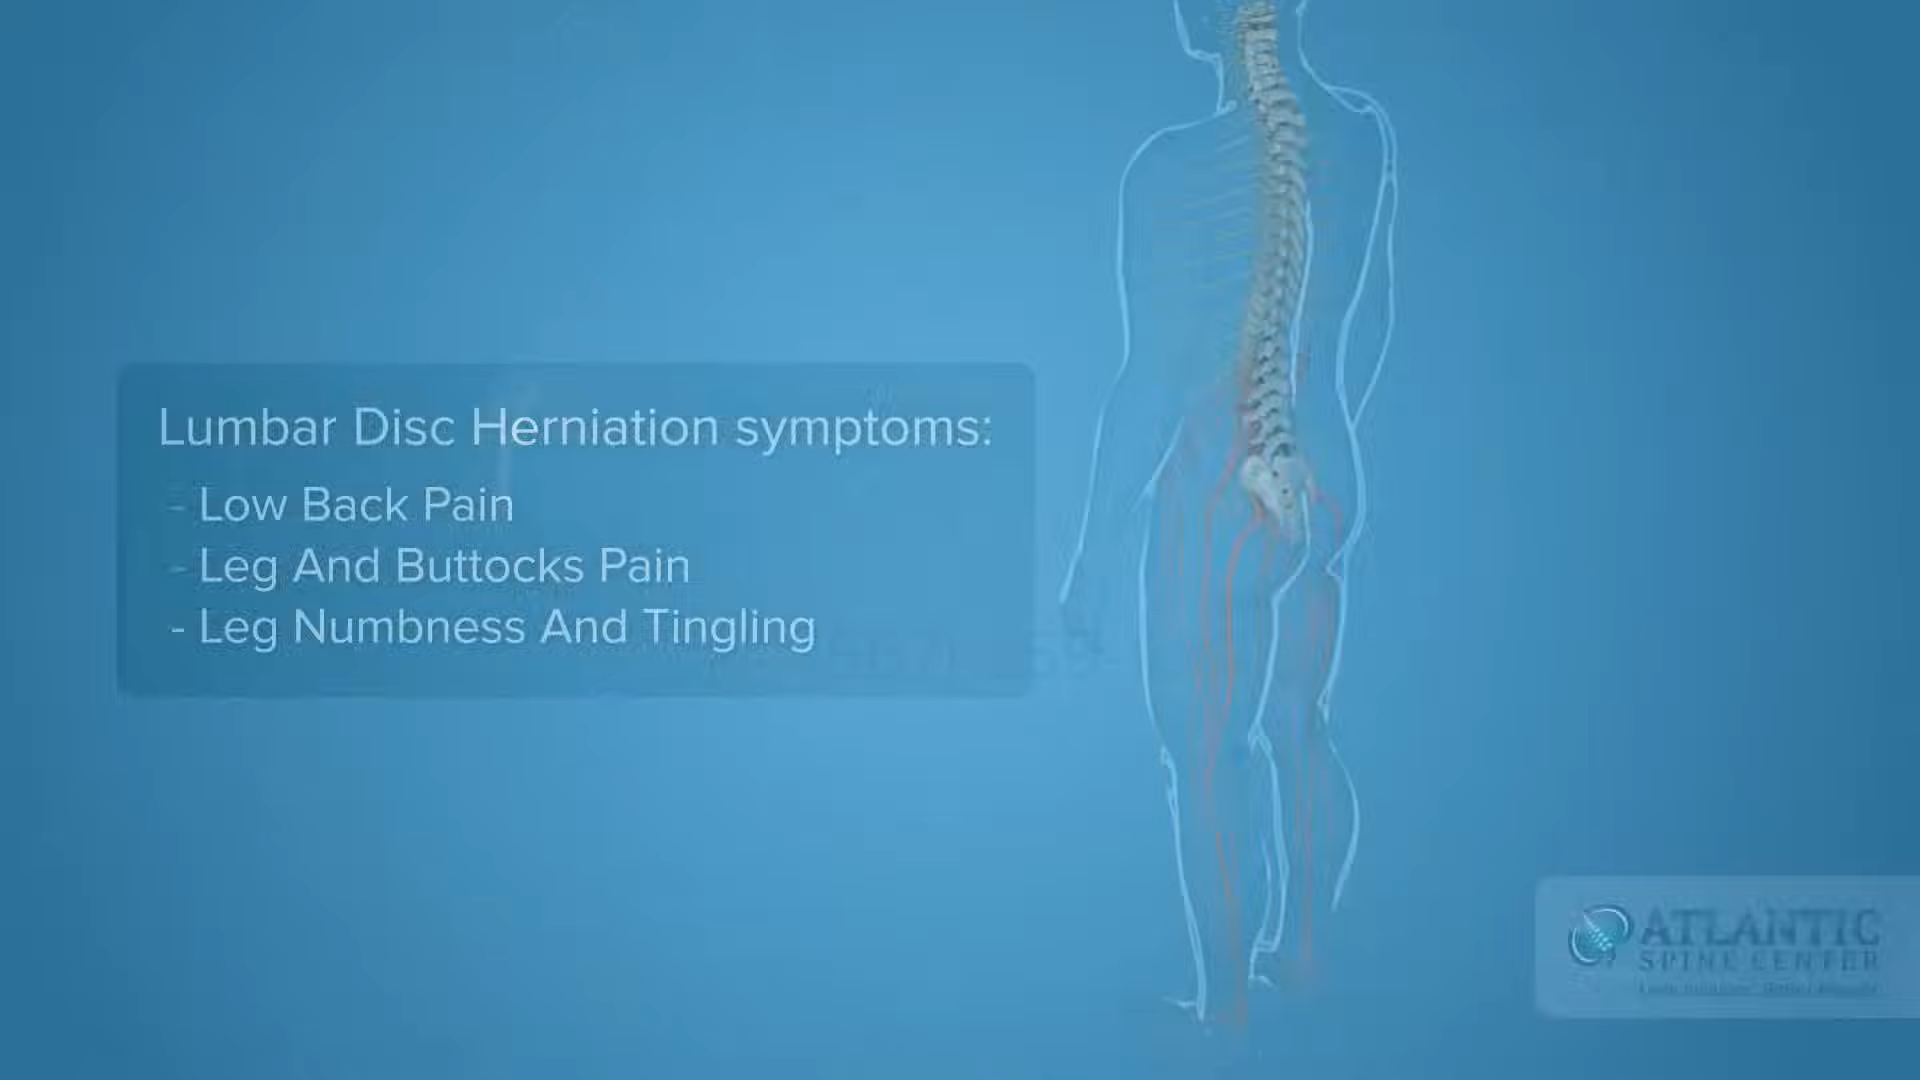 Lumbar Disc Herniation symptoms:
- Low Back Pain
- Leg And Buttocks Pain
- Leg Numbness And Tingling
ATLANTIC
SPINE CENTER